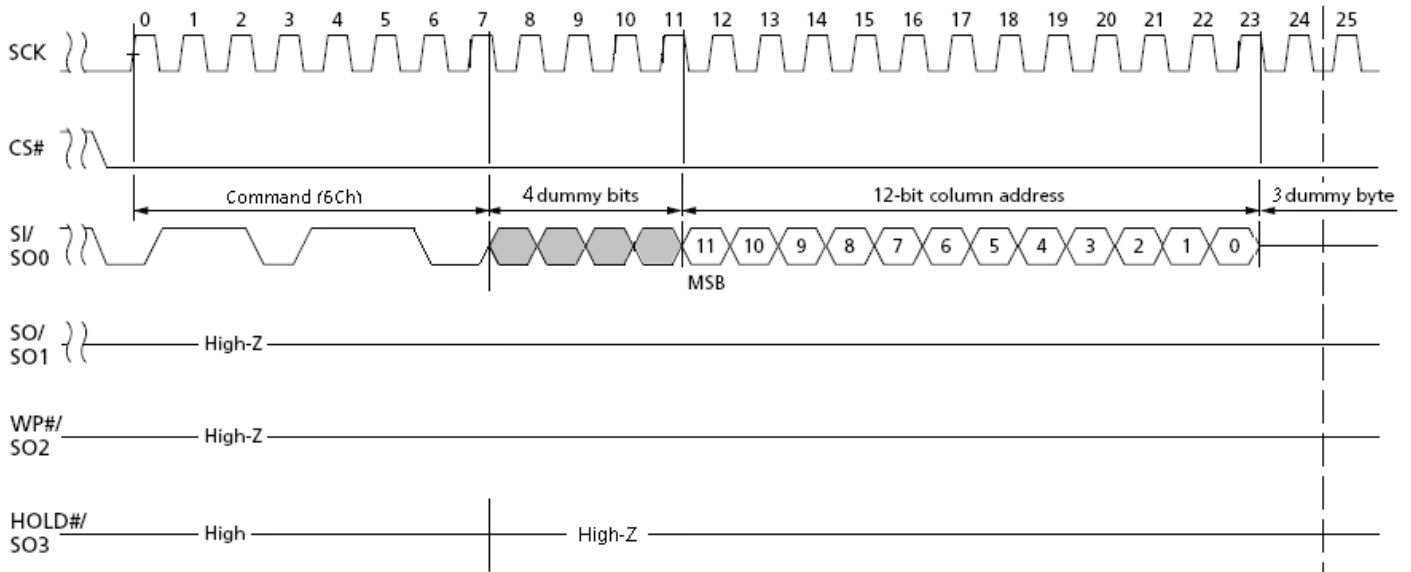 0 1 2 3 4 5 6 7 8 9 10 11 12 13 14 15 16 17 18 19 20 21 22 23 24 25
SCK
CS#
Command (6Ch) 4 dummy bits 12-bit column address 3 dummy byte
SI/
SO0
11 10 9 8 7 6 5 4 3 2 1 0
MSB
SO/
SO1
High-Z
WP#/
SO2
High-Z
HOLD#/
SO3
High High-Z